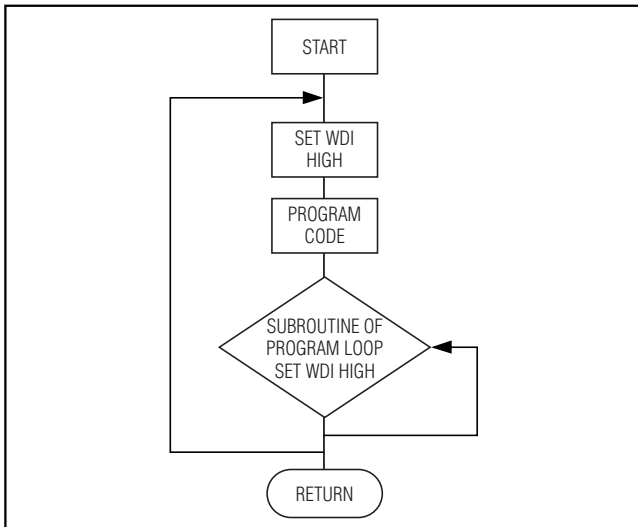 START
SET WDI
HIGH
PROGRAM
CODE
SUBROUTINE OF
PROGRAM LOOP
SET WDI HIGH
RETURN